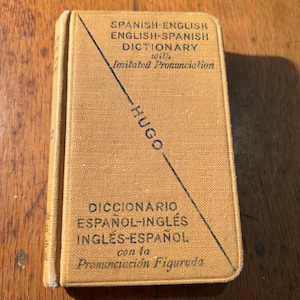 SPANISH-ENGLISH
ENGLISH-SPANISH
DICTIONARY
with
Imitated Pronunciation
HUGO
DICCIONARIO
ESPAÑOL-INGLÉS
INGLÉS-ESPAÑOL
con la
Pronunciación Figurada